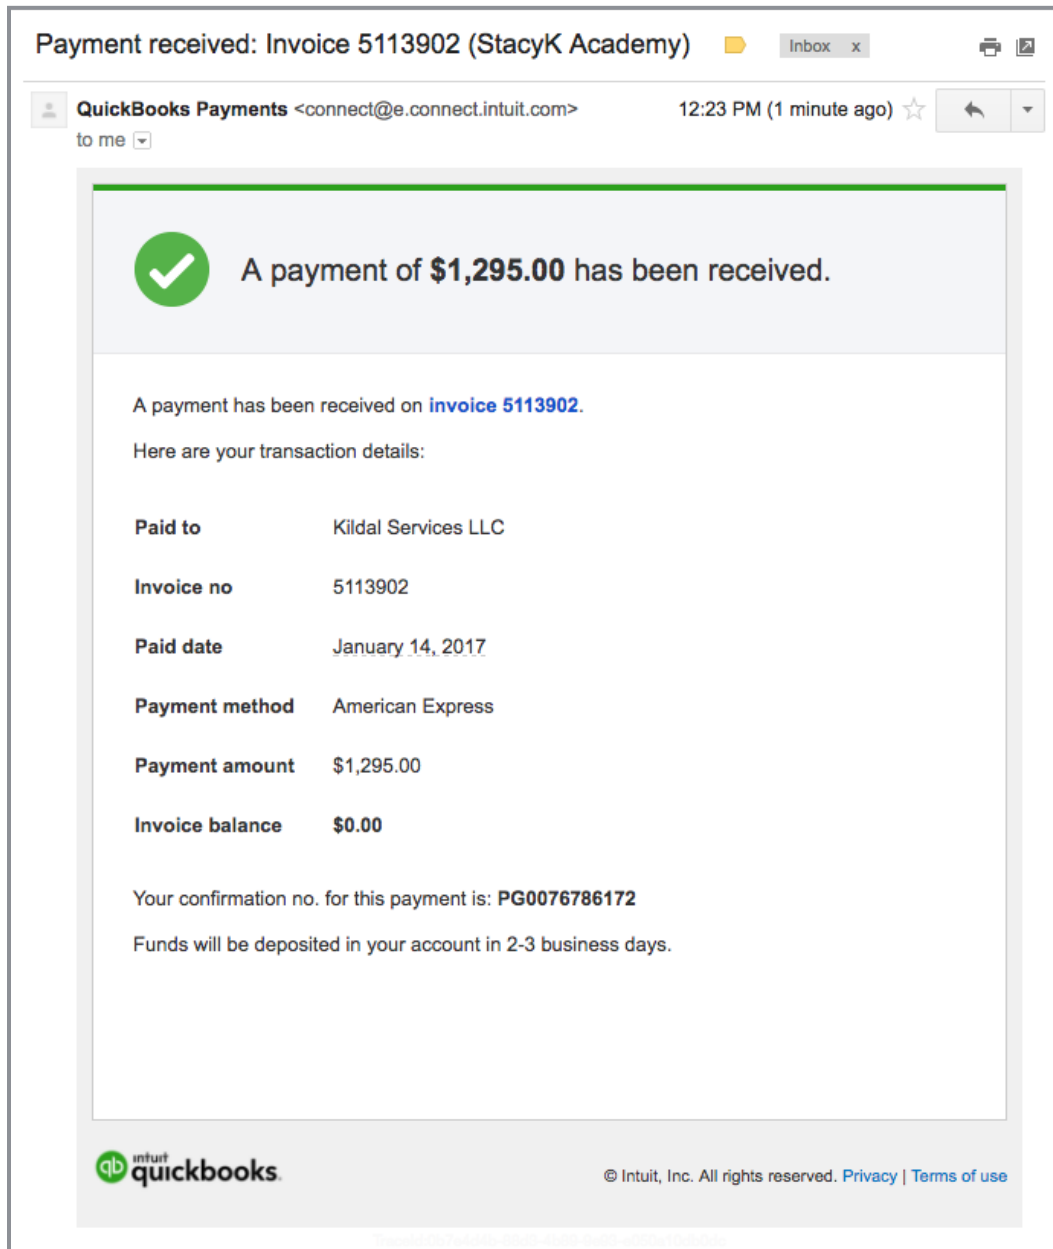 Payment received: Invoice 5113902 (StacyK Academy) Inbox x
QuickBooks Payments <connect@e.connect.intuit.com> 12:23 PM (1 minute ago)
to me
A payment of $1,295.00 has been received.
A payment has been received on invoice 5113902.
Here are your transaction details:
Paid to Kildal Services LLC
Invoice no 5113902
Paid date January 14, 2017
Payment method American Express
Payment amount $1,295.00
Invoice balance $0.00
Your confirmation no. for this payment is: PG0076786172
Funds will be deposited in your account in 2-3 business days.
qb intuit quickbooks.
© Intuit, Inc. All rights reserved. Privacy | Terms of use